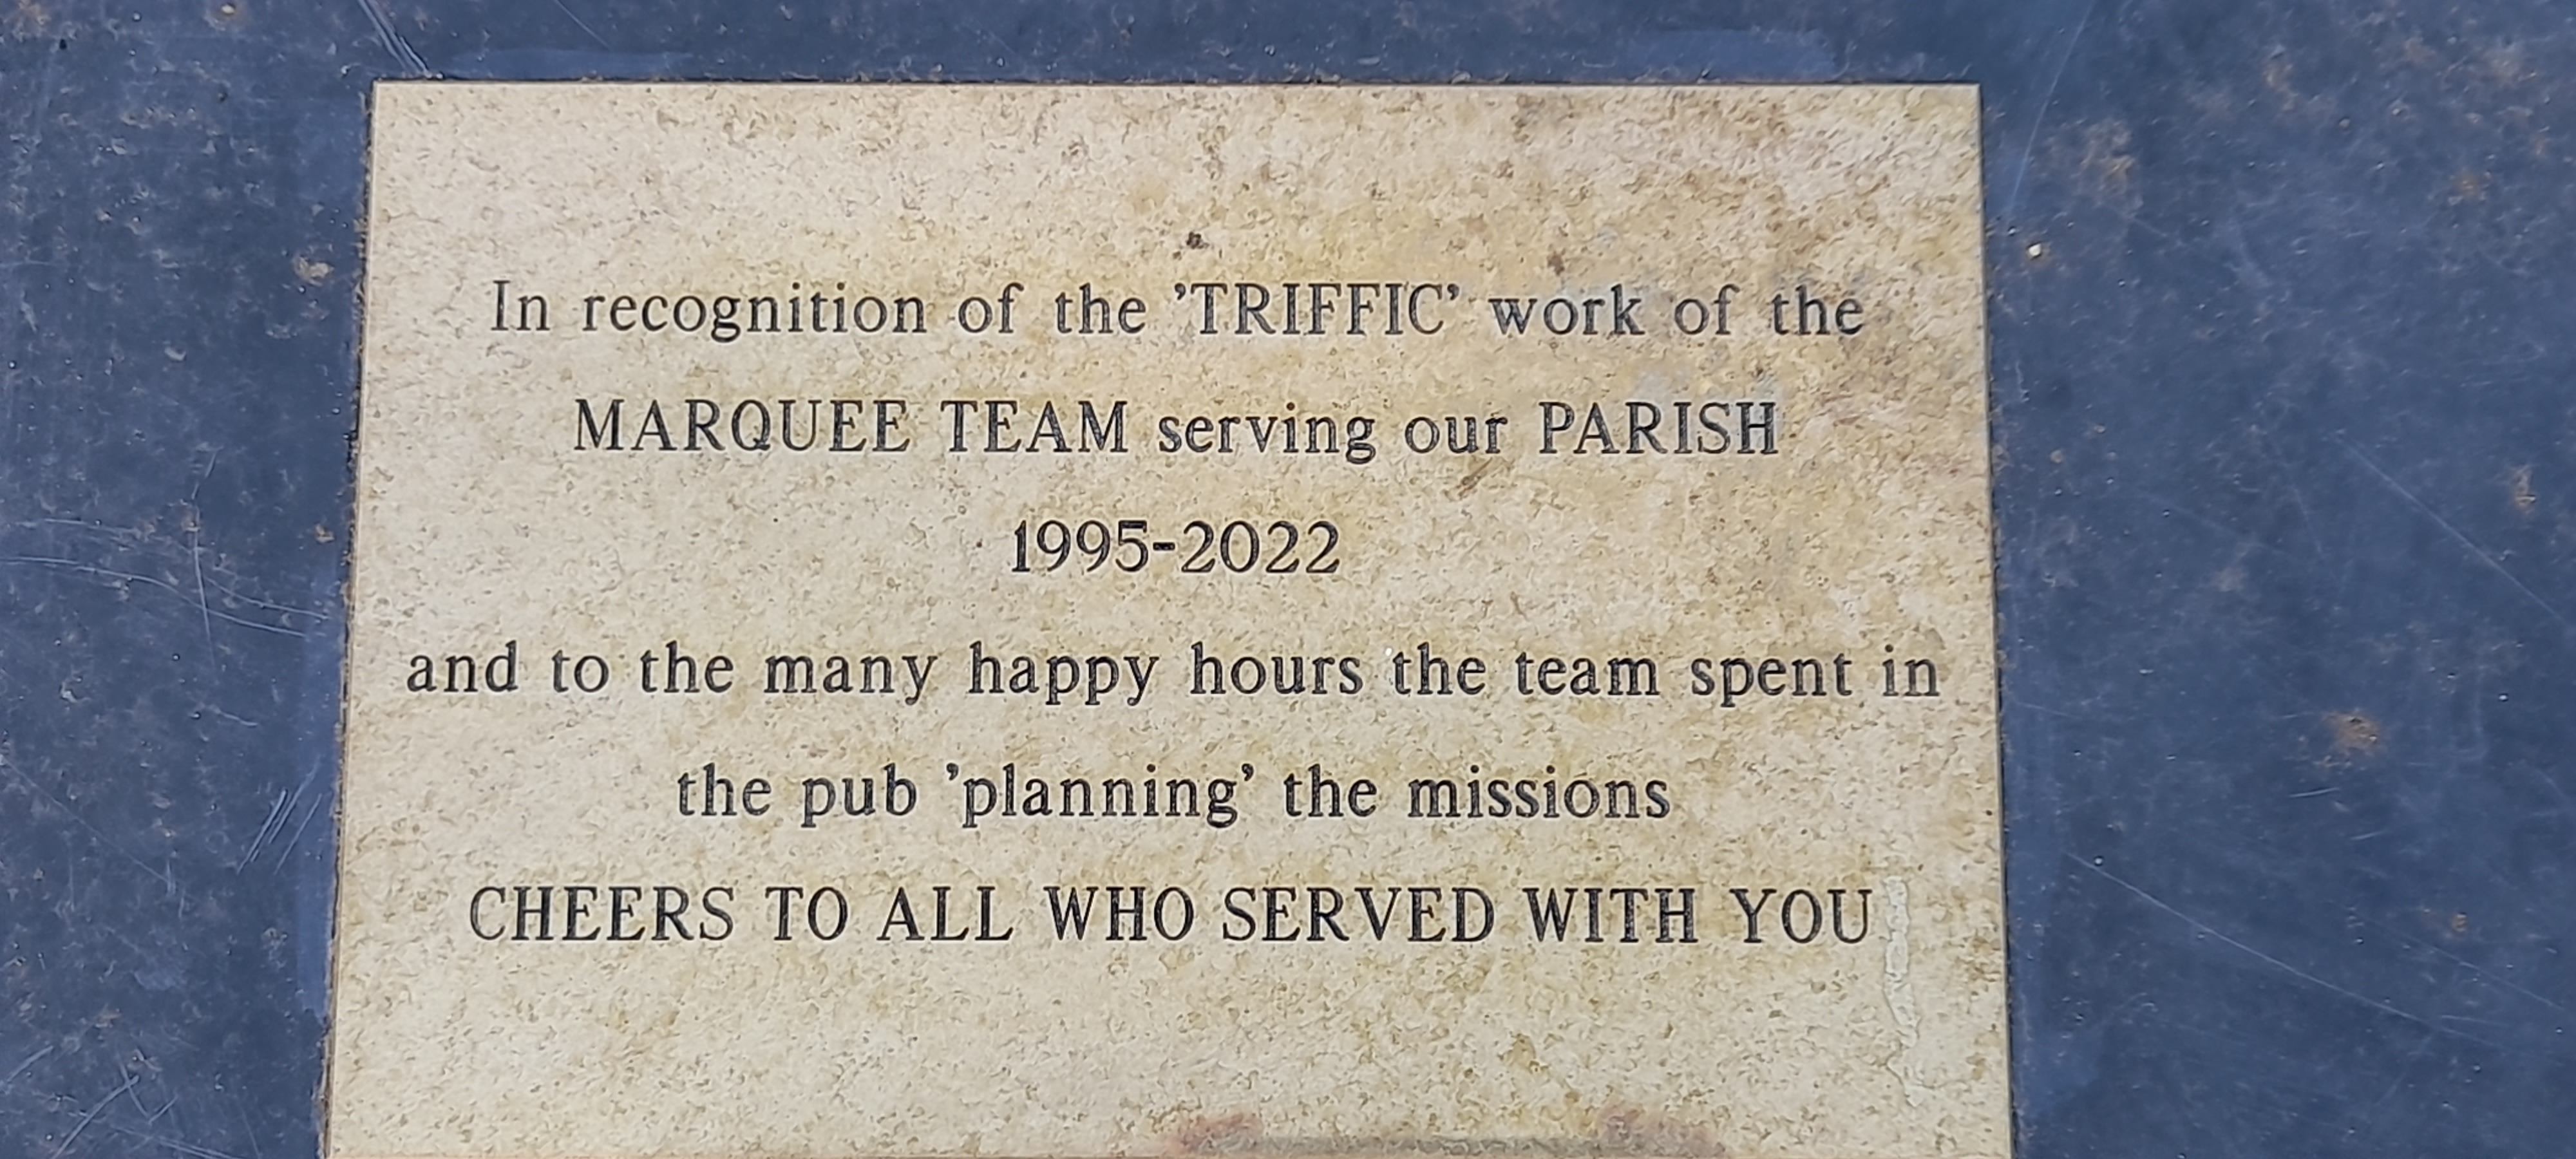 In recognition of the ’TRIFFIC’ work of the
MARQUEE TEAM serving our PARISH
1995-2022
and to the many happy hours the team spent in
the pub ’planning’ the missions
CHEERS TO ALL WHO SERVED WITH YOU